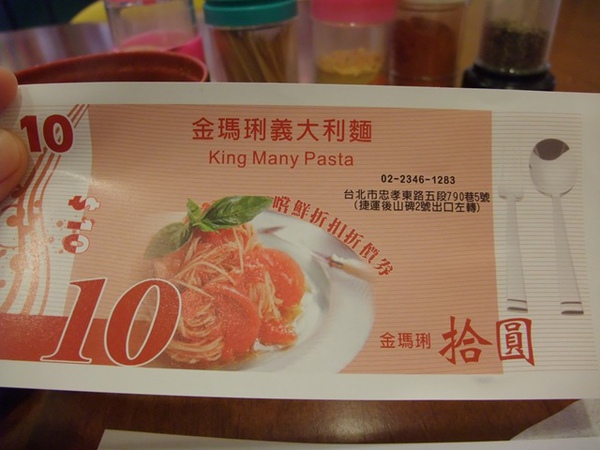 10
金瑪琍義大利麵
King Many Pasta
02-2346-1283
台北市忠孝東路五段790巷5號
(捷運後山碑2號出口左轉)
嚐鮮折扣折價券
$10
10
金瑪琍 拾圓